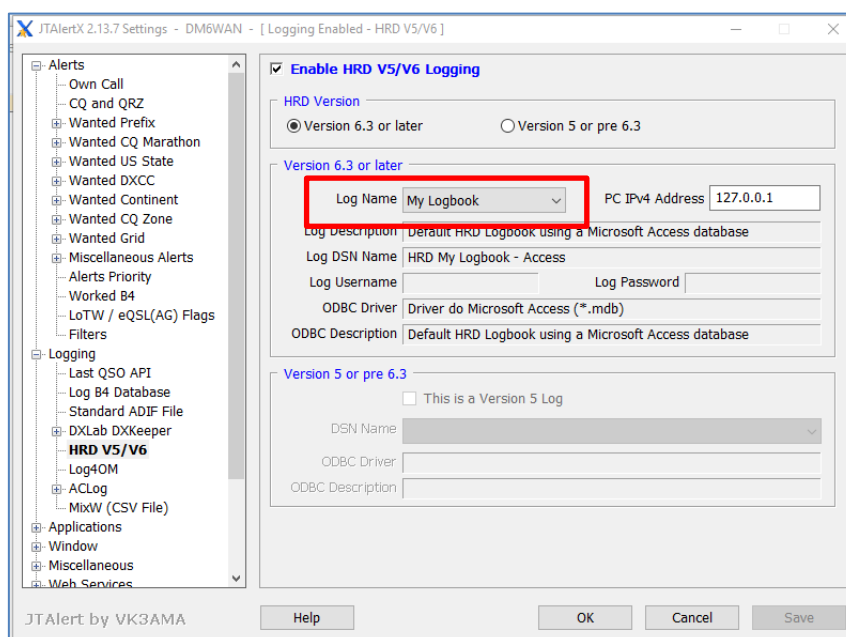 JTAlertX 2.13.7 Settings - DM6WAN - [ Logging Enabled - HRD V5/V6 ]
Alerts
Own Call
CQ and QRZ
Wanted Prefix
Wanted CQ Marathon
Wanted US State
Wanted DXCC
Wanted Continent
Wanted CQ Zone
Wanted Grid
Miscellaneous Alerts
Alerts Priority
Worked B4
LoTW / eQSL(AG) Flags
Filters
Logging
Last QSO API
Log B4 Database
Standard ADIF File
DXLab DXKeeper
HRD V5/V6
Log4OM
ACLog
MixW (CSV File)
Applications
Window
Miscellaneous
Web Services
Enable HRD V5/V6 Logging
HRD Version
Version 6.3 or later Version 5 or pre 6.3
Version 6.3 or later
Log Name My Logbook PC IPv4 Address 127.0.0.1
Log Description Default HRD Logbook using a Microsoft Access database
Log DSN Name HRD My Logbook - Access
Log Username Log Password
ODBC Driver Driver do Microsoft Access (*.mdb)
ODBC Description Default HRD Logbook using a Microsoft Access database
Version 5 or pre 6.3
This is a Version 5 Log
DSN Name
ODBC Driver
ODBC Description
JTAlert by VK3AMA
Help OK Cancel Save